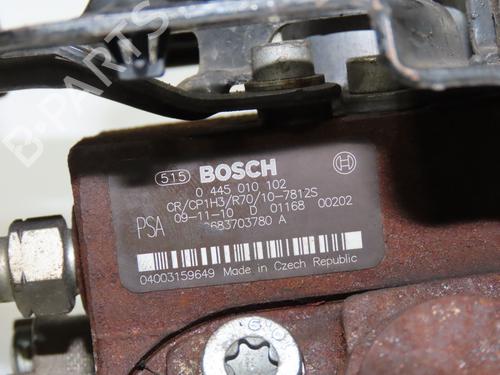 515 BOSCH
0 445 010 102
CR/CP1H3/R70/10-7812S
09-11-10 D 01168 00202
PSA 9683703780 A
04003159649 Made in Czech Republic
B-PARTS